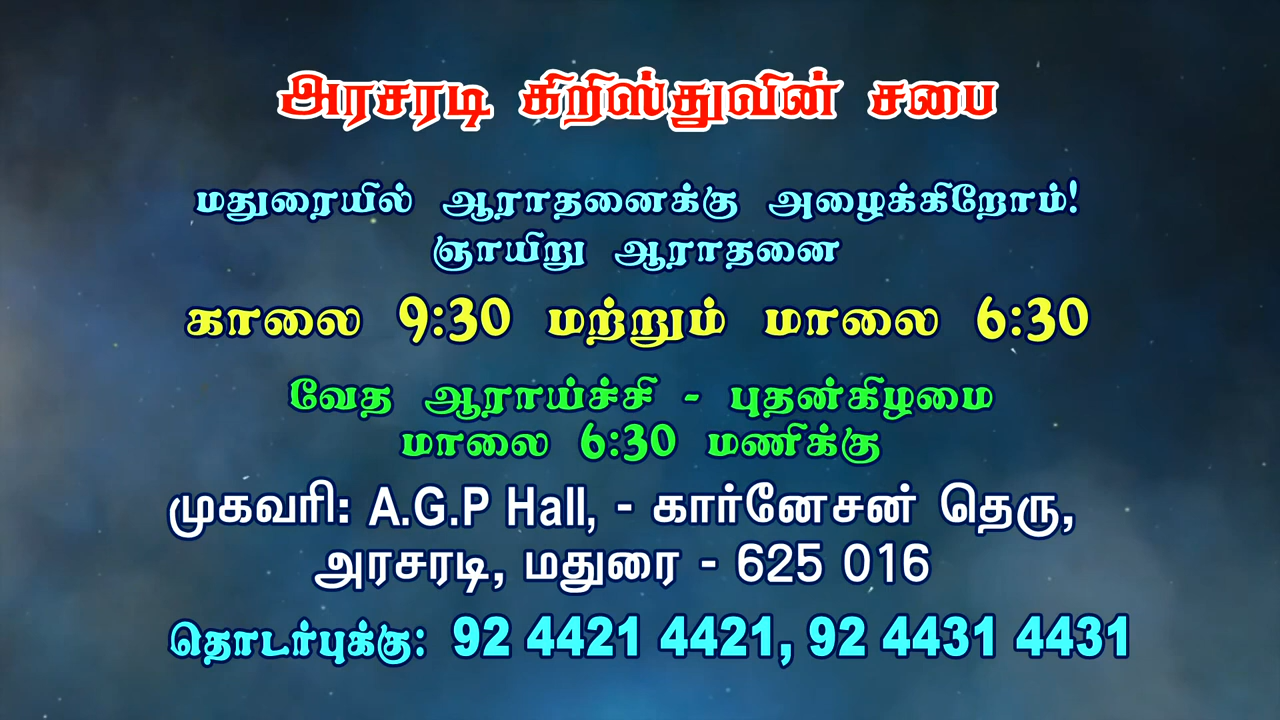 அரசரடி கிறிஸ்துவின் சபை
மதுரையில் ஆராதனைக்கு அழைக்கிறோம்!
ஞாயிறு ஆராதனை
காலை 9:30 மற்றும் மாலை 6:30
வேத ஆராய்ச்சி - புதன்கிழமை
மாலை 6:30 மணிக்கு
முகவரி: A.G.P Hall, - கார்னேசன் தெரு,
அரசரடி, மதுரை - 625 016
தொடர்புக்கு: 92 4421 4421, 92 4431 4431